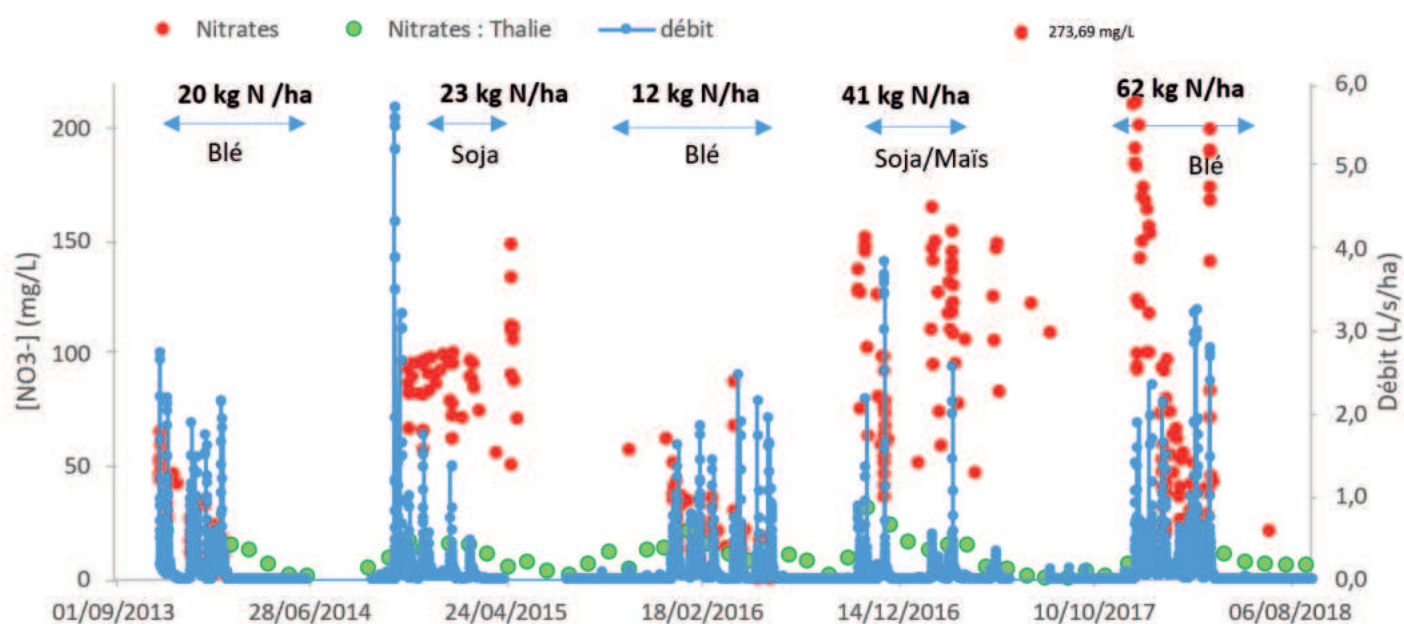 Nitrates Nitrates : Thalie débit 273,69 mg/L
20 kg N /ha 23 kg N/ha 12 kg N/ha 41 kg N/ha 62 kg N/ha
Blé Soja Blé Soja/Maïs Blé
[NO3-] (mg/L)
200
150
100
50
0
6,0
5,0
4,0
3,0
2,0
1,0
0,0
Débit (L/s/ha)
01/09/2013 28/06/2014 24/04/2015 18/02/2016 14/12/2016 10/10/2017 06/08/2018